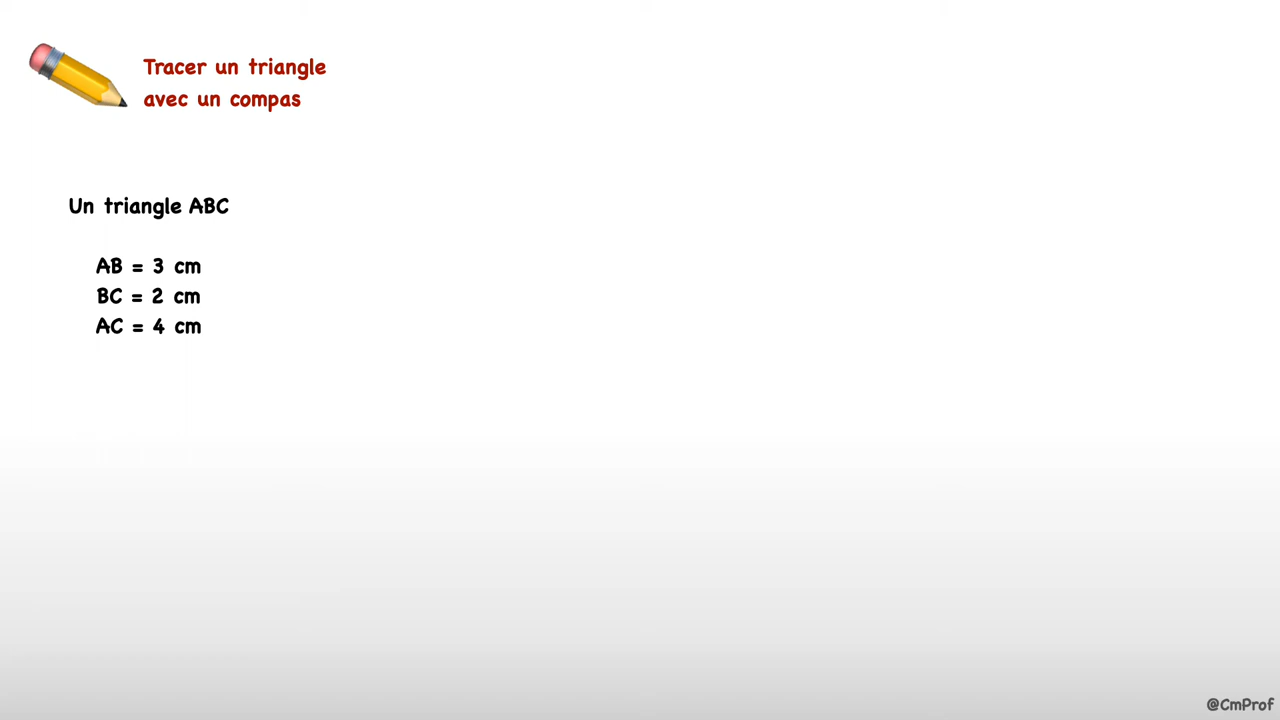 Tracer un triangle
avec un compas
Un triangle ABC
AB = 3 cm
BC = 2 cm
AC = 4 cm
@CmProf